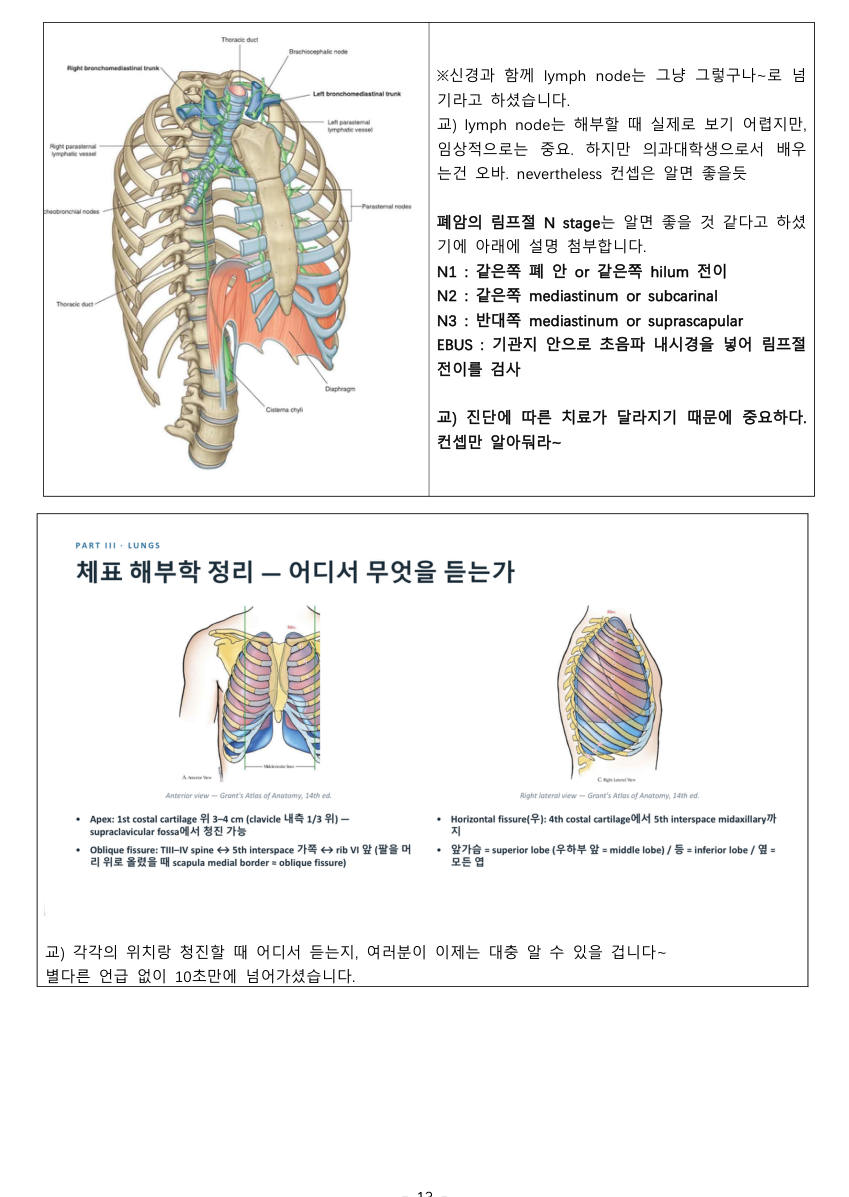 Thoracic duct
Brachiocephalic node
Right bronchomediastinal trunk
Left bronchomediastinal trunk
Left parasternal
lymphatic vessel
Right parasternal
lymphatic vessel
Parasternal nodes
cheobronchial nodes
Thoracic duct
Diaphragm
Cisterna chyli
※신경과 함께 lymph node는 그냥 그렇구나~로 넘
기라고 하셨습니다.
교) lymph node는 해부할 때 실제로 보기 어렵지만,
임상적으로는 중요. 하지만 의과대학생으로서 배우
는건 오바. nevertheless 컨셉은 알면 좋을듯
폐암의 림프절 N stage는 알면 좋을 것 같다고 하셨
기에 아래에 설명 첨부합니다.
N1 : 같은쪽 폐 안 or 같은쪽 hilum 전이
N2 : 같은쪽 mediastinum or subcarinal
N3 : 반대쪽 mediastinum or suprascapular
EBUS : 기관지 안으로 초음파 내시경을 넣어 림프절
전이를 검사
교) 진단에 따른 치료가 달라지기 때문에 중요하다.
컨셉만 알아둬라~
PART III · LUNGS
체표 해부학 정리 — 어디서 무엇을 듣는가
Midclavicular lines
A. Anterior View
C. Right Lateral View
Anterior view — Grant's Atlas of Anatomy, 14th ed.
Right lateral view — Grant's Atlas of Anatomy, 14th ed.
• Apex: 1st costal cartilage 위 3–4 cm (clavicle 내측 1/3 위) —
supraclavicular fossa에서 청진 가능
• Oblique fissure: TIII–IV spine ↔ 5th interspace 가쪽 ↔ rib VI 앞 (팔을 머
리 위로 올렸을 때 scapula medial border ≈ oblique fissure)
• Horizontal fissure(우): 4th costal cartilage에서 5th interspace midaxillary까
지
• 앞가슴 = superior lobe (우하부 앞 = middle lobe) / 등 = inferior lobe / 옆 =
모든 엽
교) 각각의 위치랑 청진할 때 어디서 듣는지, 여러분이 이제는 대충 알 수 있을 겁니다~
별다른 언급 없이 10초만에 넘어가셨습니다.
- 12 -